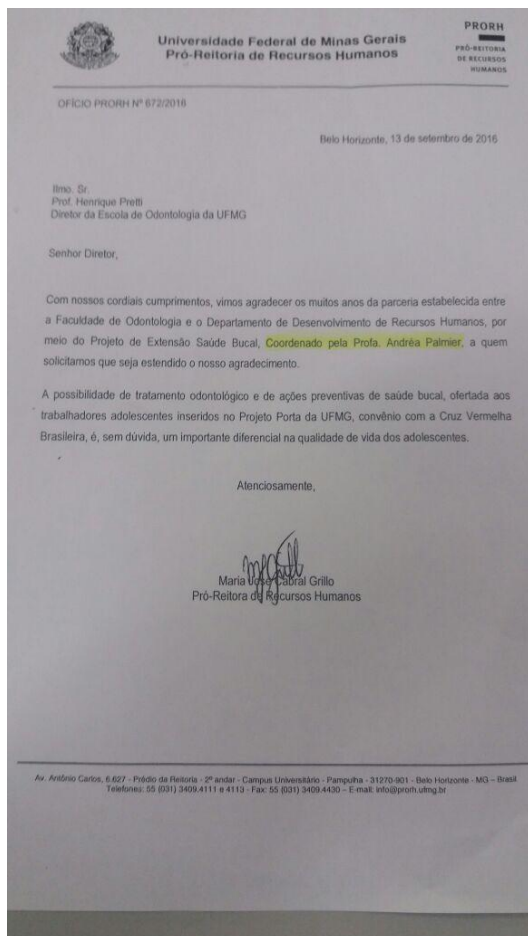 Universidade Federal de Minas Gerais
Pró-Reitoria de Recursos Humanos
PRORH
PRÓ-REITORIA
DE RECURSOS
HUMANOS
OFÍCIO PRORH Nº 672/2016
Belo Horizonte, 13 de setembro de 2016
Ilmo. Sr.
Prof. Henrique Pretti
Diretor da Escola de Odontologia da UFMG
Senhor Diretor,
Com nossos cordiais cumprimentos, vimos agradecer os muitos anos da parceria estabelecida entre
a Faculdade de Odontologia e o Departamento de Desenvolvimento de Recursos Humanos, por
meio do Projeto de Extensão Saúde Bucal, Coordenado pela Profa. Andréa Palmier, a quem
solicitamos que seja estendido o nosso agradecimento.
A possibilidade de tratamento odontológico e de ações preventivas de saúde bucal, ofertada aos
trabalhadores adolescentes inseridos no Projeto Porta da UFMG, convênio com a Cruz Vermelha
Brasileira, é, sem dúvida, um importante diferencial na qualidade de vida dos adolescentes.
Atenciosamente,
Maria José Cabral Grillo
Pró-Reitora de Recursos Humanos
Av. Antônio Carlos, 6.627 - Prédio da Reitoria - 2º andar - Campus Universitário - Pampulha - 31270-901 - Belo Horizonte - MG – Brasil
Telefones: 55 (031) 3409.4111 e 4113 - Fax: 55 (031) 3409.4430 – E-mail: info@prorh.ufmg.br